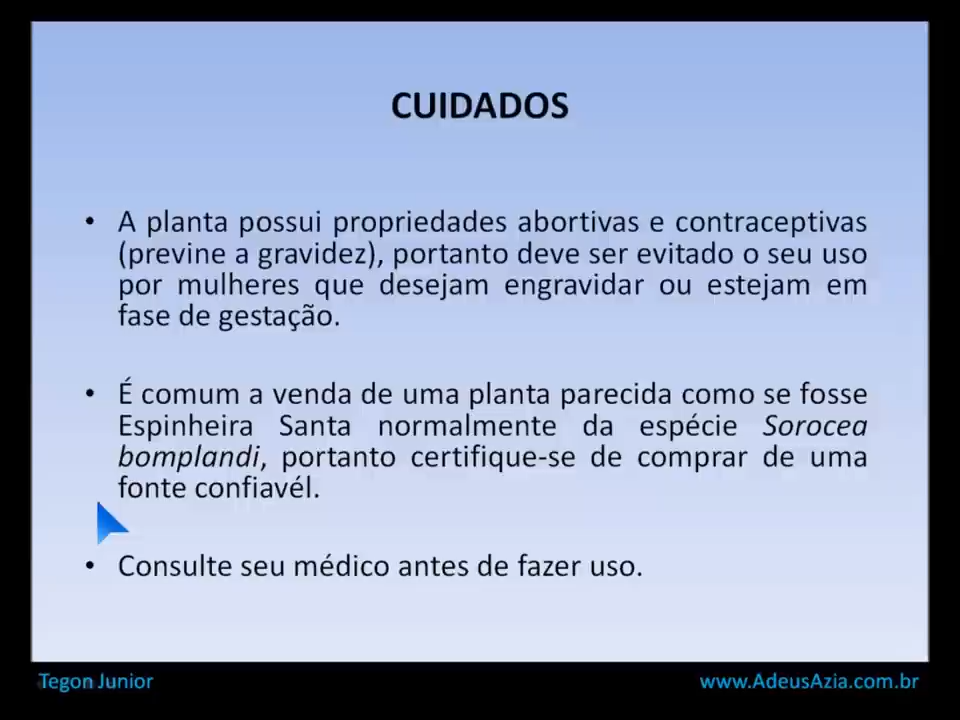 CUIDADOS
• A planta possui propriedades abortivas e contraceptivas
(previne a gravidez), portanto deve ser evitado o seu uso
por mulheres que desejam engravidar ou estejam em
fase de gestação.
• É comum a venda de uma planta parecida como se fosse
Espinheira Santa normalmente da espécie Sorocea
bomplandi, portanto certifique-se de comprar de uma
fonte confiavél.
• Consulte seu médico antes de fazer uso.
Tegon Junior
www.AdeusAzia.com.br